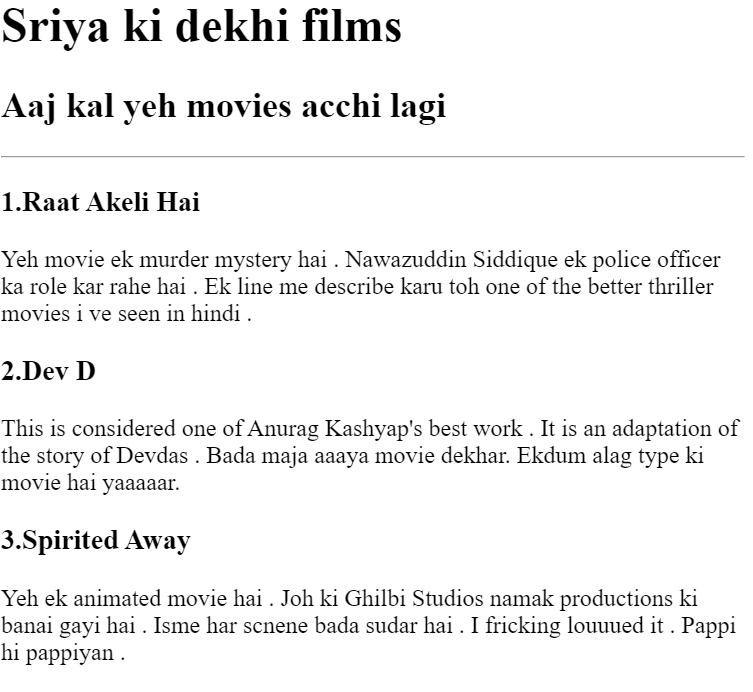 Sriya ki dekhi films
Aaj kal yeh movies acchi lagi
1.Raat Akeli Hai
Yeh movie ek murder mystery hai . Nawazuddin Siddique ek police officer
ka role kar rahe hai . Ek line me describe karu toh one of the better thriller
movies i ve seen in hindi .
2.Dev D
This is considered one of Anurag Kashyap's best work . It is an adaptation of
the story of Devdas . Bada maja aaaya movie dekhar. Ekdum alag type ki
movie hai yaaaaar.
3.Spirited Away
Yeh ek animated movie hai . Joh ki Ghilbi Studios namak productions ki
banai gayi hai . Isme har scnene bada sudar hai . I fricking louuued it . Pappi
hi pappiyan .